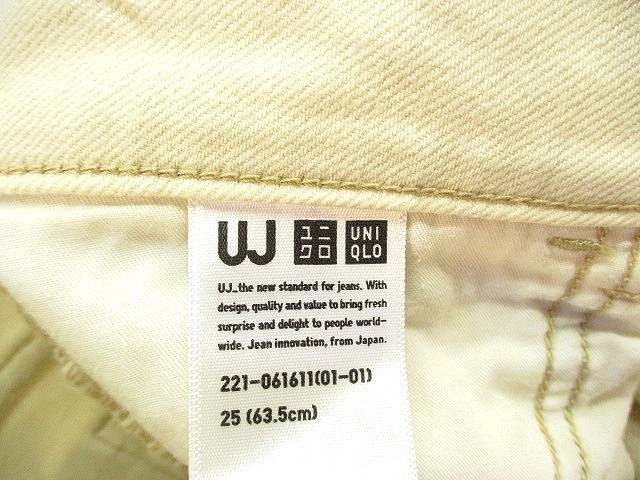 UJ ユニクロ UNIQLO
UJ_the new standard for jeans. With
design, quality and value to bring fresh
surprise and delight to people world-
wide. Jean innovation, from Japan.
221-061611(01-01)
25 (63.5cm)